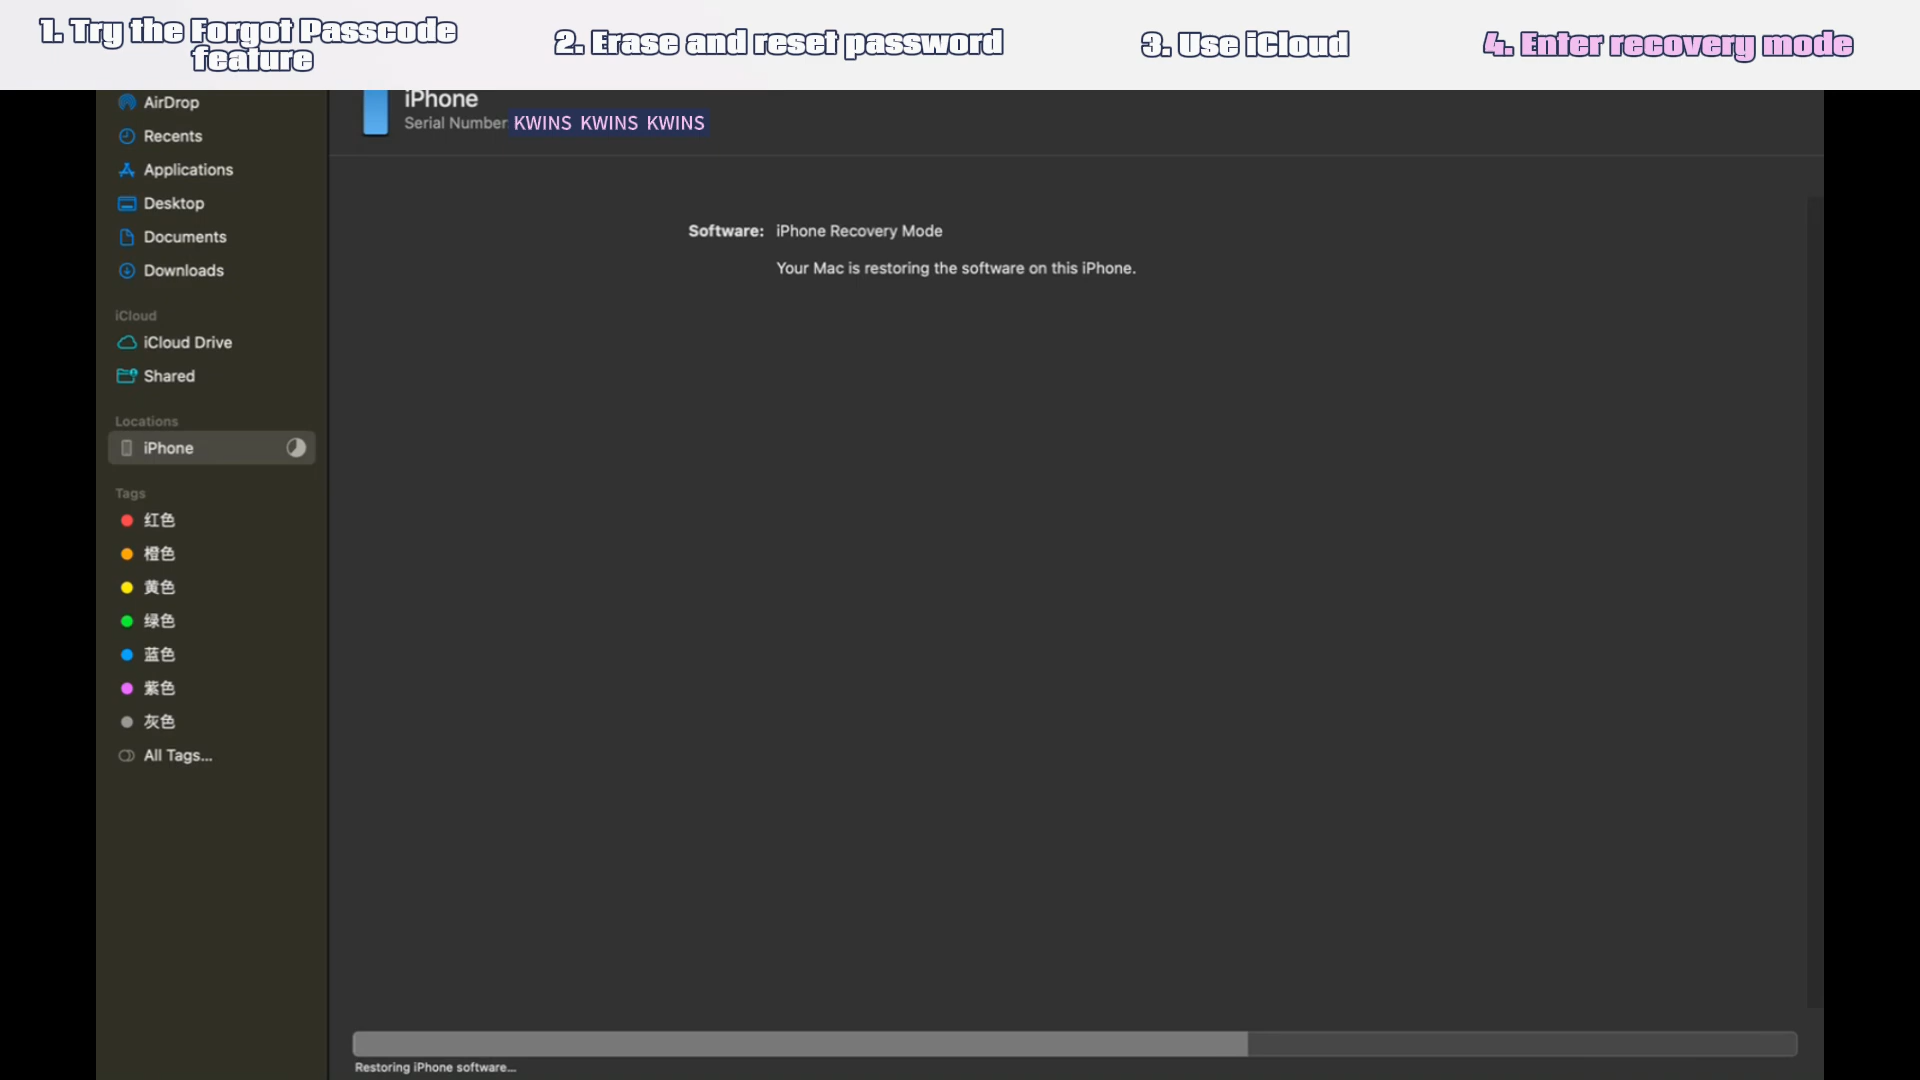 1. Try the Forgot Passcode
feature
2. Erase and reset password
3. Use iCloud
4. Enter recovery mode
AirDrop
Recents
Applications
Desktop
Documents
Downloads
iCloud
iCloud Drive
Shared
Locations
iPhone
Tags
红色
橙色
黄色
绿色
蓝色
紫色
灰色
All Tags...
iPhone
Serial Number KWINS KWINS KWINS
Software: iPhone Recovery Mode
Your Mac is restoring the software on this iPhone.
Restoring iPhone software...